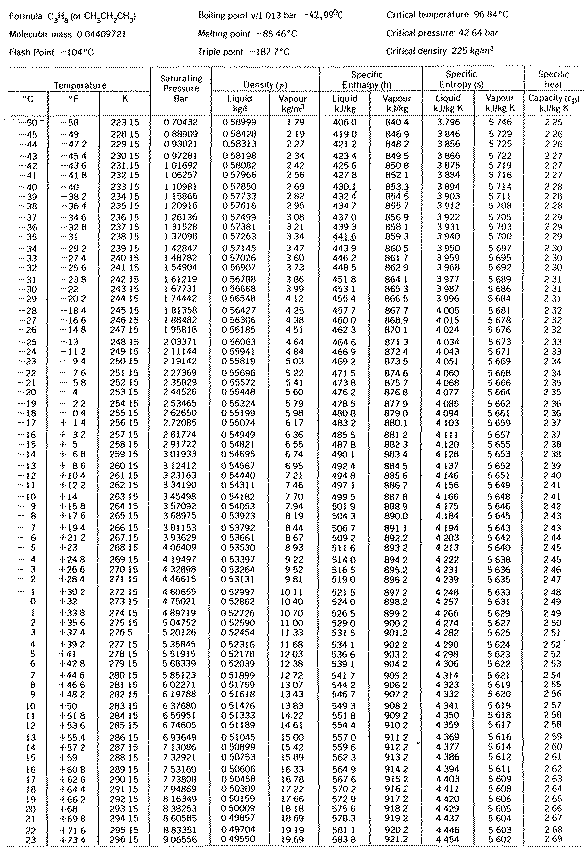 Formula C₃H₈ (or CH₃CH₂CH₃) Boiling point v/1 013 bar -42,99°C Critical temperature 96 84°C
Molecular mass 0 04409721 Melting point -85 46°C Critical pressure 42 64 bar
Flash Point -104°C Triple point -187 7°C Critical density 225 kg/m³
Temperature Saturating Pressure Density (ρ) Specific Enthalpy (h) Specific Entropy (s) Specific heat
°C °F K Bar Liquid Vapour Liquid kJ/kg Vapour kJ/kg Liquid kJ/kg K Vapour kJ/kg K Capacity (cp) kJ/kg K
-45 -49 228 15 0 88909 0 58428 2 19 419 0 846 9 3 846 5 729 2 26
-44 -47 2 229 15 0 93021 0 58313 2 27 421 2 848 2 3 856 5 725 2 26
-43 -45 4 230 15 0 97281 0 58198 2 34 423 4 849 5 3 866 5 722 2 27
-42 -43 6 231 15 1 01692 0 58082 2 42 425 6 850 8 3 875 5 719 2 27
-41 -41 8 232 15 1 06257 0 57966 2 56 427 8 852 1 3 884 5 716 2 27
-40 -40 233 15 1 10981 0 57850 2 69 430.1 853.3 3 894 5 714 2 28
-39 -38 2 234 15 1 15866 0 57733 2 82 432 4 854 6 3 903 5 711 2 28
-38 -36 4 235 15 1 20916 0 57616 2 95 434 7 855 7 3 912 5 708 2 28
-37 -34 6 236 15 1 26136 0 57499 3 08 437 0 856 9 3 922 5 705 2 29
-36 -32 8 237 15 1 31528 0 57381 3 21 439 3 858 1 3 931 5 703 2 29
-35 -31 238 15 1 37098 0 57263 3 34 441 6 859 3 3 940 5 700 2 29
-34 -29 2 239 15 1 42847 0 57145 3 47 443 9 860 5 3 950 5 697 2 30
-33 -27 4 240 15 1 48782 0 57026 3 60 446 2 861 7 3 959 5 695 2 30
-32 -25 6 241 15 1 54904 0 56907 3 73 448 5 862 9 3 968 5 692 2 30
-31 -23 8 242 15 1 61219 0 56788 3 86 451 8 864 1 3 977 5 689 2 31
-30 -22 243 15 1 67731 0 56668 3 99 453 1 865 3 3 987 5 686 2 31
-29 -20 2 244 15 1 74442 0 56548 4 12 455 4 866 5 3 996 5 684 2 31
-28 -18 4 245 15 1 81358 0 56427 4 25 457 7 867 7 4 005 5 681 2 32
-27 -16 6 246 15 1 88482 0 56306 4 38 460 0 868 9 4 015 5 678 2 32
-26 -14 8 247 15 1 95816 0 56185 4 51 462 3 870 1 4 024 5 676 2 32
-25 -13 248 15 2 03371 0 56063 4 64 464 6 871 3 4 034 5 673 2 33
-24 -11 2 249 15 2 11144 0 55941 4 84 466 9 872 4 4 043 5 671 2 33
-23 -9 4 250 15 2 19142 0 55819 5 03 469 2 873 5 4 051 5 669 2 34
-22 -7 6 251 15 2 27369 0 55696 5 22 471 5 874 6 4 060 5 668 2 34
-21 -5 8 252 15 2 35829 0 55572 5 41 473 8 875 7 4 068 5 666 2 35
-20 -4 253 15 2 44526 0 55448 5 60 476 2 876 8 4 077 5 664 2 35
-19 -2 2 254 15 2 53465 0 55324 5 79 478 5 877 9 4 086 5 662 2 36
-18 -0 4 255 15 2 62650 0 55199 5 98 480 8 879 0 4 094 5 661 2 36
-17 +1 4 256 15 2 72085 0 55074 6 17 483 2 880 1 4 103 5 659 2 37
-16 +3 2 257 15 2 81774 0 54949 6 36 485 5 881 2 4 111 5 657 2 37
-15 +5 258 15 2 91722 0 54821 6 55 487 8 882 3 4 120 5 655 2 38
-14 +6 8 259 15 3 01933 0 54695 6 74 490 1 883 4 4 128 5 653 2 38
-13 +8 6 260 15 3 12412 0 54567 6 95 492 4 884 5 4 137 5 652 2 39
-12 +10 4 261 15 3 23163 0 54440 7 21 494 8 885 6 4 146 5 651 2 40
-11 +12 2 262 15 3 34190 0 54311 7 46 497 1 886 7 4 156 5 649 2 41
-10 +14 263 15 3 45498 0 54182 7 70 499 5 887 8 4 166 5 648 2 41
-9 +15 8 264 15 3 57092 0 54053 7 94 501 9 888 9 4 175 5 646 2 42
-8 +17 6 265 15 3 68975 0 53923 8 19 504 3 890 0 4 184 5 645 2 43
-7 +19 4 266 15 3 81153 0 53792 8 44 506 7 891 1 4 194 5 643 2 43
-6 +21 2 267 15 3 93629 0 53661 8 67 509 2 892 2 4 203 5 642 2 44
-5 +23 268 15 4 06409 0 53530 8 93 511 6 893 2 4 213 5 640 2 45
-4 +24 8 269 15 4 19497 0 53397 9 22 514 0 894 2 4 222 5 638 2 45
-3 +26 6 270 15 4 32898 0 53264 9 52 516 5 895 2 4 231 5 636 2 46
-2 +28 4 271 15 4 46615 0 53131 9 81 519 0 896 2 4 239 5 635 2 47
-1 +30 2 272 15 4 60655 0 52997 10 11 521 5 897 2 4 248 5 633 2 48
0 +32 273 15 4 75021 0 52862 10 40 524 0 898 2 4 257 5 631 2 49
1 +33 8 274 15 4 89719 0 52726 10 70 526 5 899 2 4 266 5 629 2 49
2 +35 6 275 15 5 04752 0 52590 11 00 529 0 900 2 4 274 5 627 2 50
3 +37 4 276 5 5 20126 0 52454 11 33 531 5 901 2 4 282 5 625 2 51
4 +39 2 277 15 5 35845 0 52316 11 68 534 1 902 2 4 290 5 624 2 52
5 +41 278 15 5 51915 0 52178 12 03 536 6 903 2 4 298 5 623 2 52
6 +42 8 279 15 5 68339 0 52039 12 38 539 1 904 2 4 306 5 622 2 53
7 +44 6 280 15 5 85123 0 51899 12 72 541 7 905 2 4 314 5 621 2 54
8 +46 6 281 15 6 02271 0 51759 13 07 544 2 906 2 4 323 5 619 2 55
9 +48 2 282 15 6 19788 0 51618 13 43 546 7 907 2 4 332 5 620 2 56
10 +50 283 15 6 37680 0 51476 13 83 549 3 908 2 4 341 5 619 2 57
11 +51 8 284 15 6 55951 0 51333 14 22 551 8 909 2 4 350 5 618 2 58
12 +53 6 285 15 6 74605 0 51189 14 61 554 4 910 2 4 359 5 617 2 58
13 +55 4 286 15 6 93649 0 51045 15 00 557 0 911 2 4 369 5 616 2 59
14 +57 2 287 15 7 13086 0 50899 15 42 559 6 912 2 4 377 5 614 2 60
15 +59 288 15 7 32921 0 50753 15 89 562 3 913 2 4 386 5 612 2 61
16 +60 8 289 15 7 53160 0 50606 16 33 564 9 914 2 4 394 5 611 2 62
17 +62 6 290 15 7 73808 0 50458 16 78 567 6 915 2 4 403 5 609 2 63
18 +64 4 291 15 7 94869 0 50309 17 22 570 2 916 2 4 411 5 608 2 64
19 +66 2 292 15 8 16349 0 50159 17 66 572 9 917 2 4 420 5 606 2 65
20 +68 293 15 8 38253 0 50009 18 18 575 6 918 2 4 429 5 605 2 66
21 +69 8 294 15 8 60585 0 49857 18 69 578 3 919 2 4 437 5 604 2 67
22 +71 6 295 15 8 83351 0 49704 19 19 581 1 920 2 4 446 5 603 2 68
23 +73 4 296 15 9 06556 0 49550 19 69 583 8 921.2 4 454 5 602 2 69